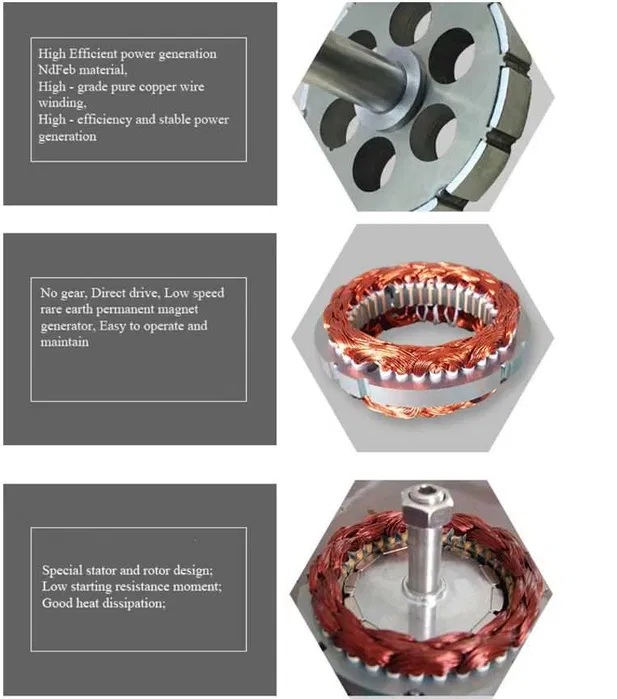 High Efficient power generation
NdFeb material,
High - grade pure copper wire
winding,
High - efficiency and stable power
generation
No gear, Direct drive, Low speed
rare earth permanent magnet
generator, Easy to operate and
maintain
Special stator and rotor design;
Low starting resistance moment;
Good heat dissipation;